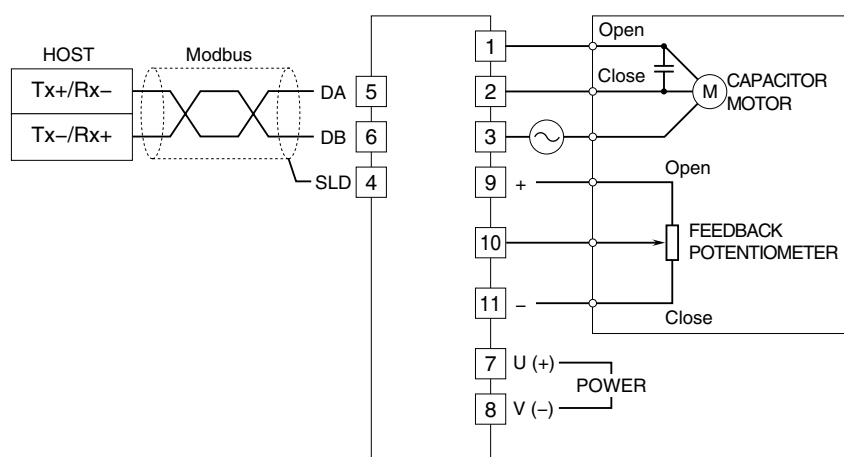 HOST
Modbus
Tx+/Rx−
Tx−/Rx+
DA 5
DB 6
SLD 4
1 Open
2 Close
3
M CAPACITOR
MOTOR
9 + Open
10
FEEDBACK
POTENTIOMETER
11 − Close
7 U (+)
POWER
8 V (−)